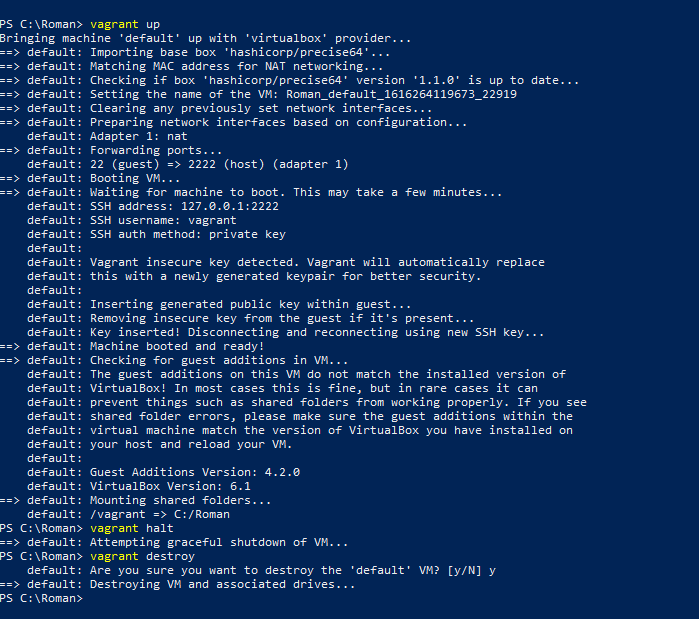 PS C:\Roman> vagrant up
Bringing machine 'default' up with 'virtualbox' provider...
==> default: Importing base box 'hashicorp/precise64'...
==> default: Matching MAC address for NAT networking...
==> default: Checking if box 'hashicorp/precise64' version '1.1.0' is up to date...
==> default: Setting the name of the VM: Roman_default_1616264119673_22919
==> default: Clearing any previously set network interfaces...
==> default: Preparing network interfaces based on configuration...
    default: Adapter 1: nat
==> default: Forwarding ports...
    default: 22 (guest) => 2222 (host) (adapter 1)
==> default: Booting VM...
==> default: Waiting for machine to boot. This may take a few minutes...
    default: SSH address: 127.0.0.1:2222
    default: SSH username: vagrant
    default: SSH auth method: private key
    default:
    default: Vagrant insecure key detected. Vagrant will automatically replace
    default: this with a newly generated keypair for better security.
    default:
    default: Inserting generated public key within guest...
    default: Removing insecure key from the guest if it's present...
    default: Key inserted! Disconnecting and reconnecting using new SSH key...
==> default: Machine booted and ready!
==> default: Checking for guest additions in VM...
    default: The guest additions on this VM do not match the installed version of
    default: VirtualBox! In most cases this is fine, but in rare cases it can
    default: prevent things such as shared folders from working properly. If you see
    default: shared folder errors, please make sure the guest additions within the
    default: virtual machine match the version of VirtualBox you have installed on
    default: your host and reload your VM.
    default:
    default: Guest Additions Version: 4.2.0
    default: VirtualBox Version: 6.1
==> default: Mounting shared folders...
    default: /vagrant => C:/Roman
PS C:\Roman> vagrant halt
==> default: Attempting graceful shutdown of VM...
PS C:\Roman> vagrant destroy
    default: Are you sure you want to destroy the 'default' VM? [y/N] y
==> default: Destroying VM and associated drives...
PS C:\Roman>